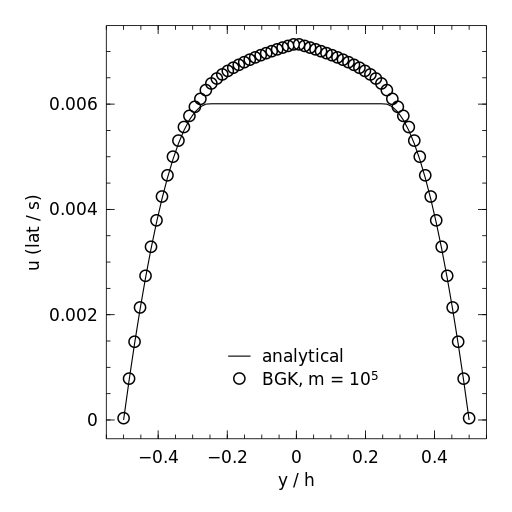 0.006
0.004
0.002
0
u (lat / s)
analytical
BGK, m = 10⁵
−0.4 −0.2 0 0.2 0.4
y / h